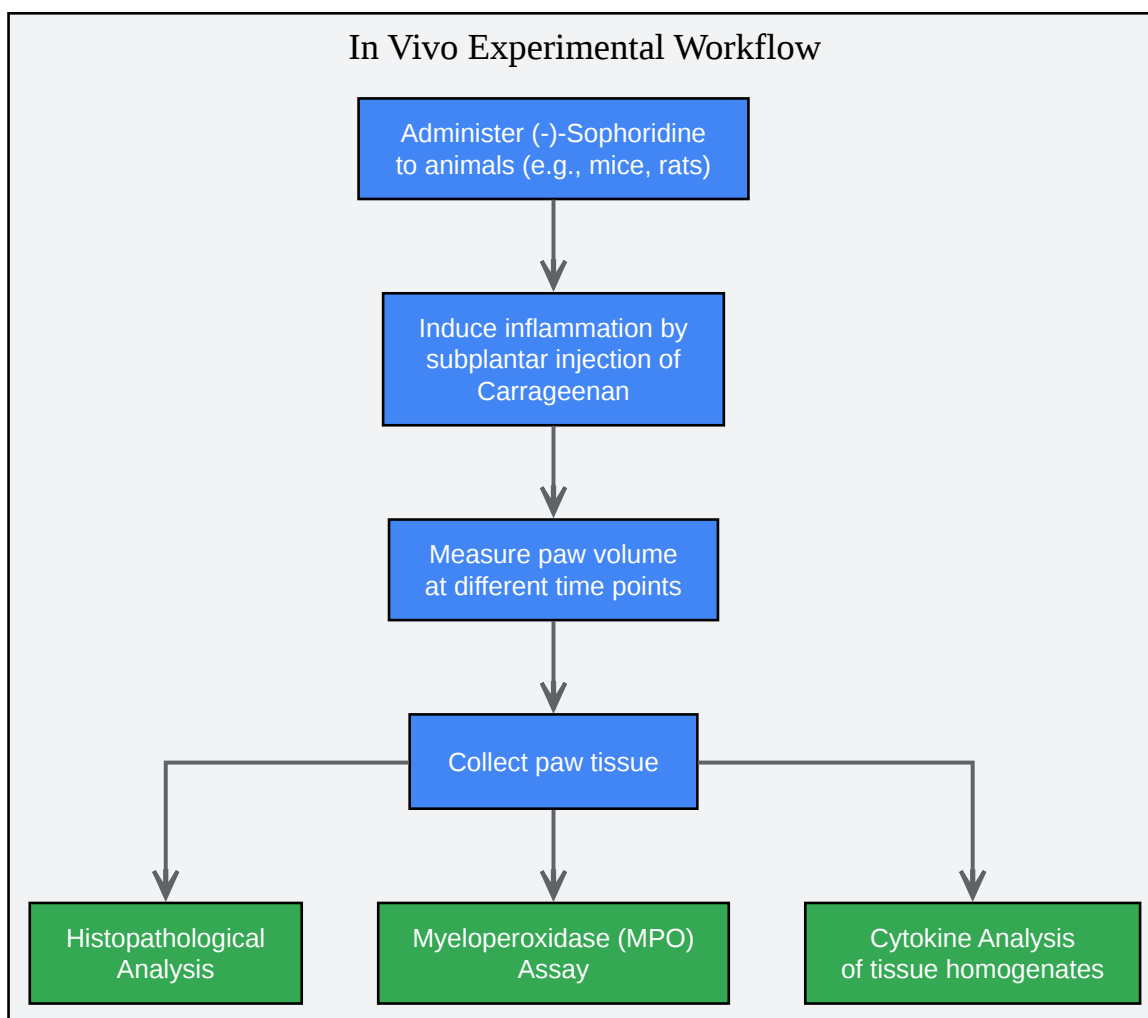 In Vivo Experimental Workflow
Administer (-)-Sophoridine
to animals (e.g., mice, rats)
Induce inflammation by
subplantar injection of
Carrageenan
Measure paw volume
at different time points
Collect paw tissue
Histopathological
Analysis
Myeloperoxidase (MPO)
Assay
Cytokine Analysis
of tissue homogenates